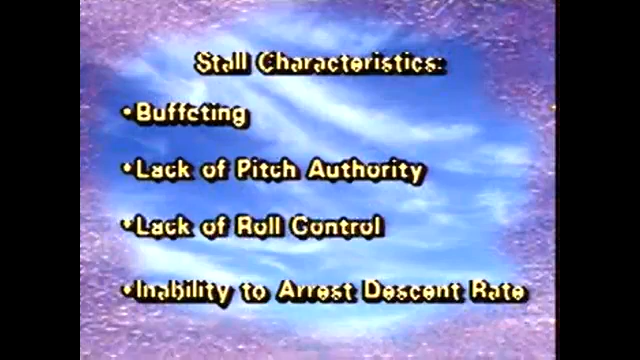 Stall Characteristics:
•Buffeting
•Lack of Pitch Authority
•Lack of Roll Control
•Inability to Arrest Descent Rate